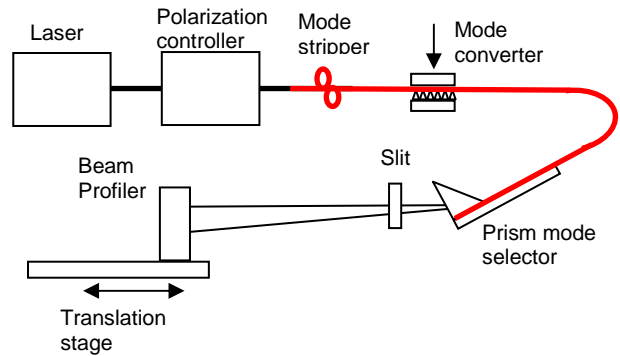 Laser
Polarization
controller
Mode
stripper
Mode
converter
Beam
Profiler
Slit
Prism mode
selector
Translation
stage